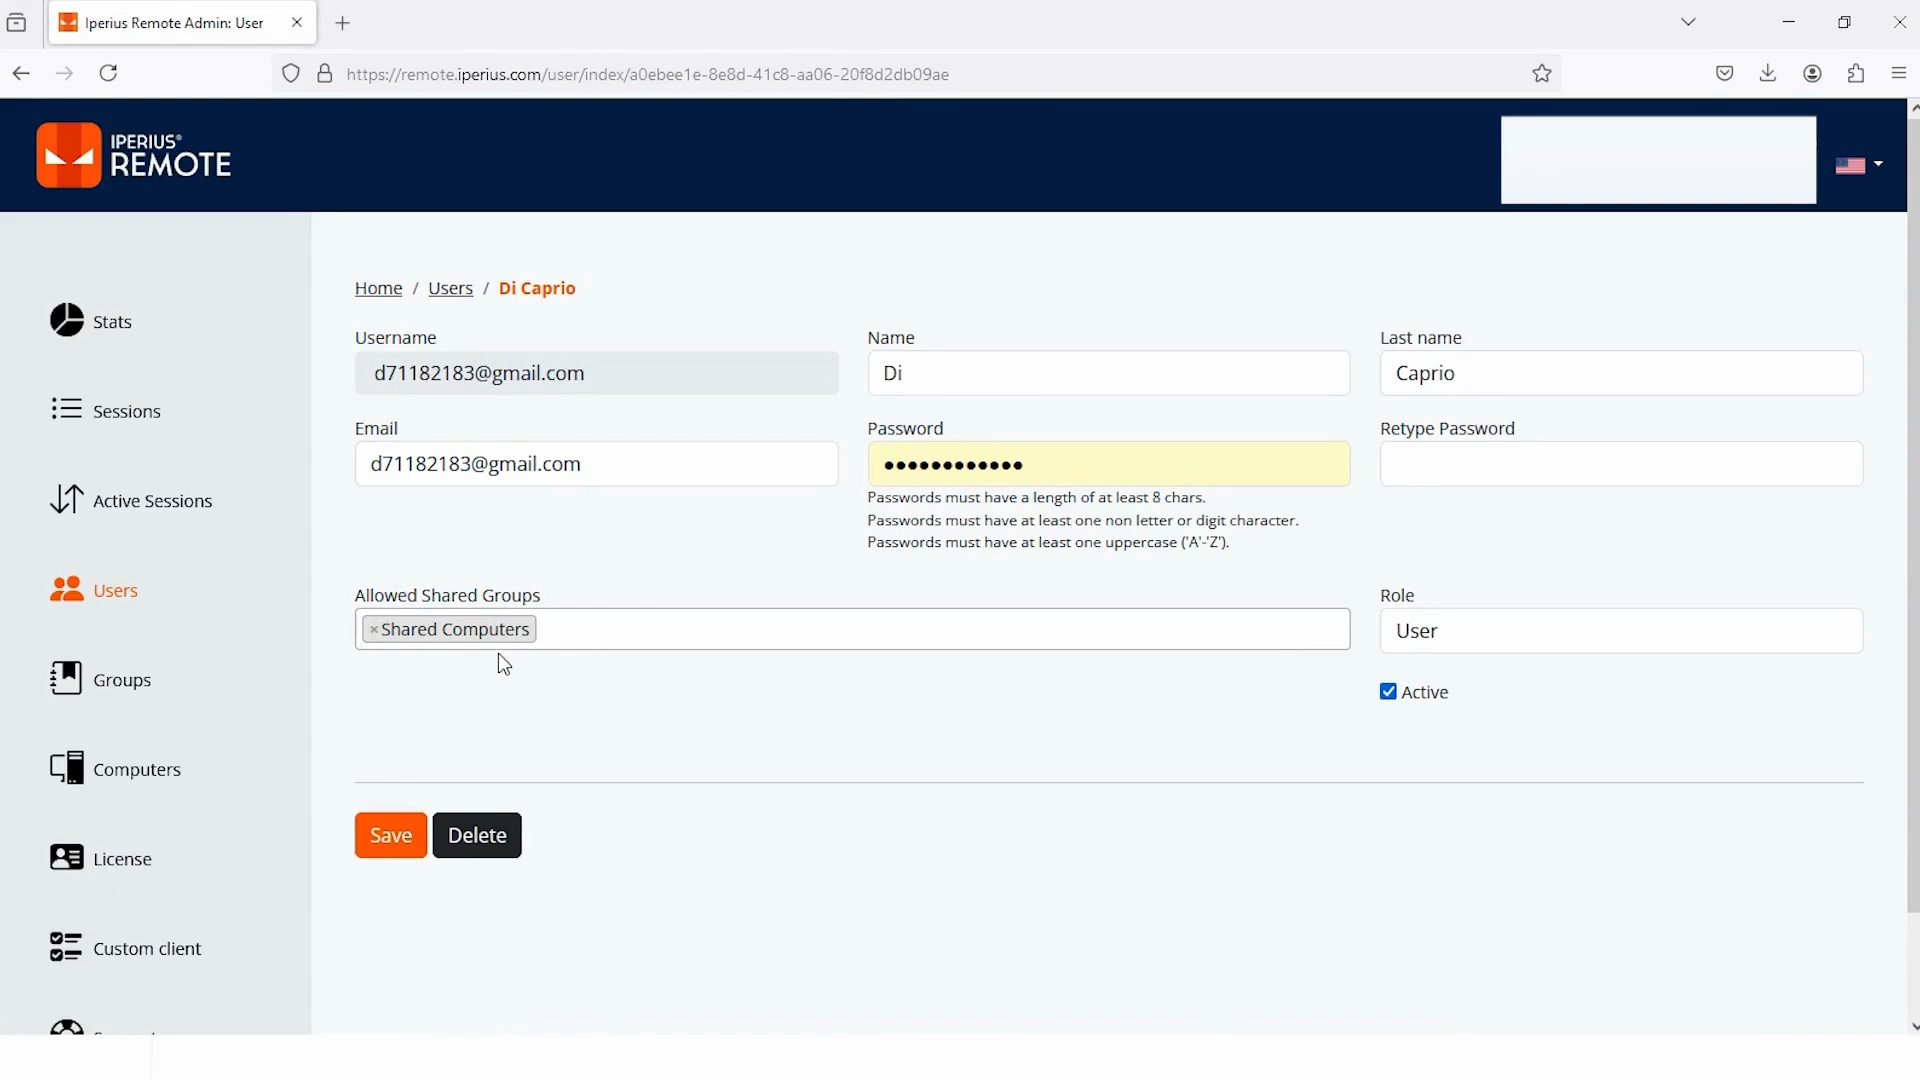 Iperius Remote Admin: User
https://remote.iperius.com/user/index/a0ebee1e-8e8d-41c8-aa06-20f8d2db09ae
IPERIUS®
REMOTE
Home / Users / Di Caprio
Username
Name
Last name
d71182183@gmail.com
Di
Caprio
Email
Password
Retype Password
d71182183@gmail.com
••••••••••••
Passwords must have a length of at least 8 chars.
Passwords must have at least one non letter or digit character.
Passwords must have at least one uppercase ('A'-'Z').
Allowed Shared Groups
Role
×Shared Computers
User
Active
Save
Delete
Stats
Sessions
Active Sessions
Users
Groups
Computers
License
Custom client